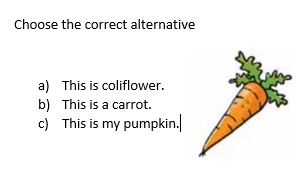 Choose the correct alternative
a) This is coliflower.
b) This is a carrot.
c) This is my pumpkin.